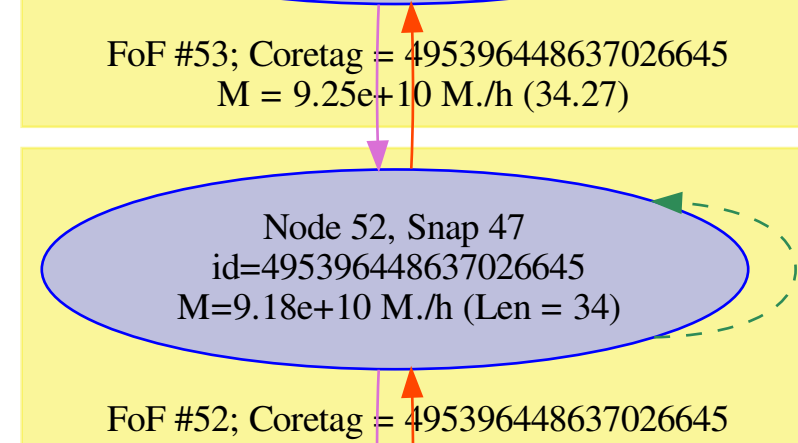 FoF #53; Coretag = 495396448637026645
M = 9.25e+10 M./h (34.27)
Node 52, Snap 47
id=495396448637026645
M=9.18e+10 M./h (Len = 34)
FoF #52; Coretag = 495396448637026645